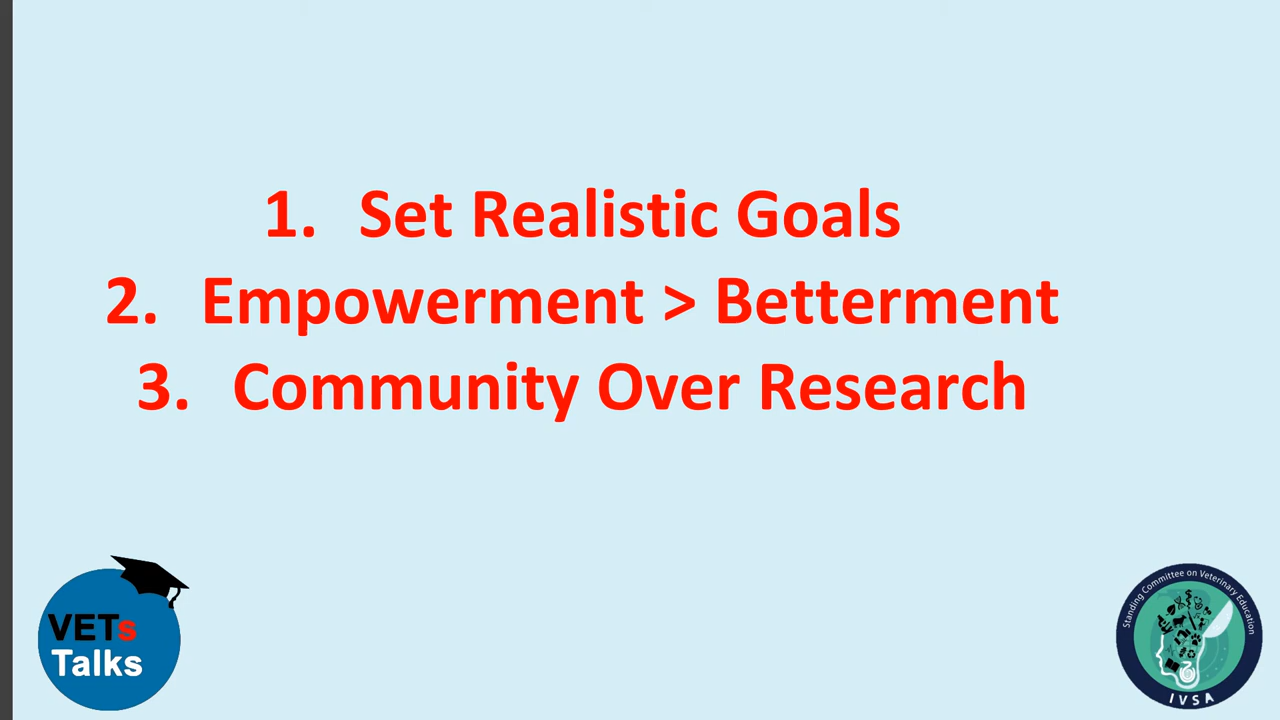 1. Set Realistic Goals
2. Empowerment > Betterment
3. Community Over Research
VETs
Talks
Standing Committee on Veterinary Education
IVSA